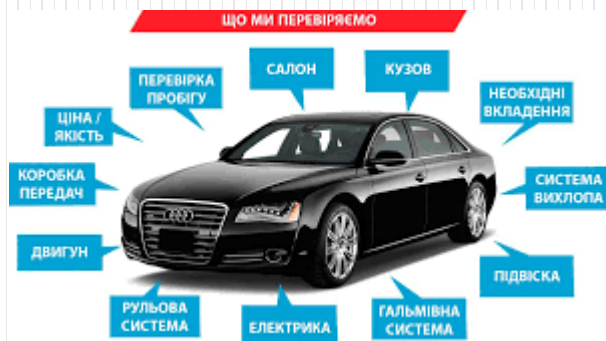 ЩО МИ ПЕРЕВІРЯЄМО
САЛОН
КУЗОВ
ПЕРЕВІРКА
ПРОБІГУ
НЕОБХІДНІ
ВКЛАДЕННЯ
ЦІНА /
ЯКІСТЬ
КОРОБКА
ПЕРЕДАЧ
СИСТЕМА
ВИХЛОПА
ДВИГУН
ПІДВІСКА
РУЛЬОВА
СИСТЕМА
ЕЛЕКТРИКА
ГАЛЬМІВНА
СИСТЕМА